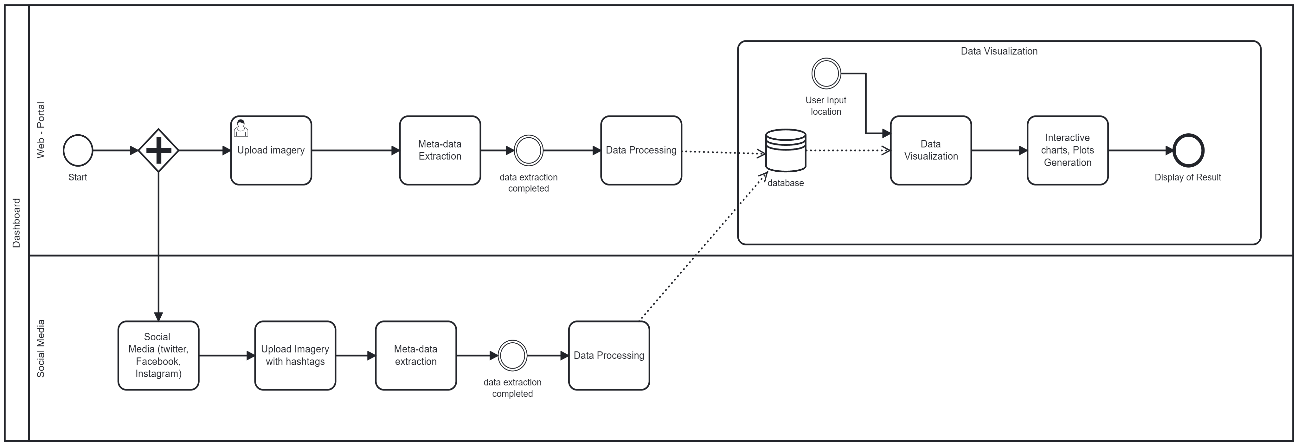 Dashboard
Web - Portal
Start
Upload imagery
Meta-data
Extraction
data extraction
completed
Data Processing
Data Visualization
User Input
location
database
Data
Visualization
Interactive
charts, Plots
Generation
Display of Result
Social Media
Social
Media (twitter,
Facebook,
Instagram)
Upload Imagery
with hashtags
Meta-data
extraction
data extraction
completed
Data Processing